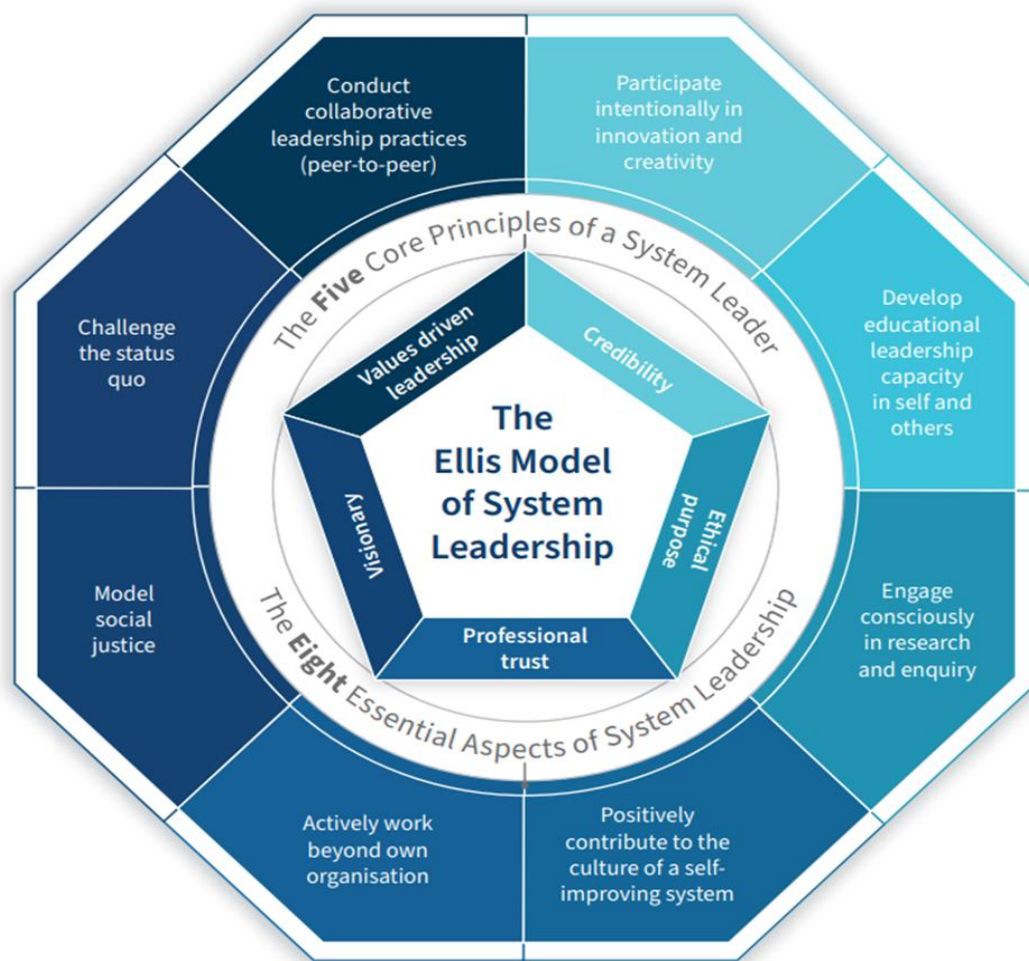 Conduct
collaborative
leadership practices
(peer-to-peer)
Participate
intentionally in
innovation and
creativity
Develop
educational
leadership
capacity
in self and
others
Engage
consciously
in research
and enquiry
Positively
contribute to the
culture of a self-
improving system
Actively work
beyond own
organisation
Model
social
justice
Challenge
the status
quo
The Five Core Principles of a System Leader
The Eight Essential Aspects of System Leadership
Values driven
leadership
Credibility
Ethical
purpose
Professional
trust
Visionary
The
Ellis Model
of System
Leadership